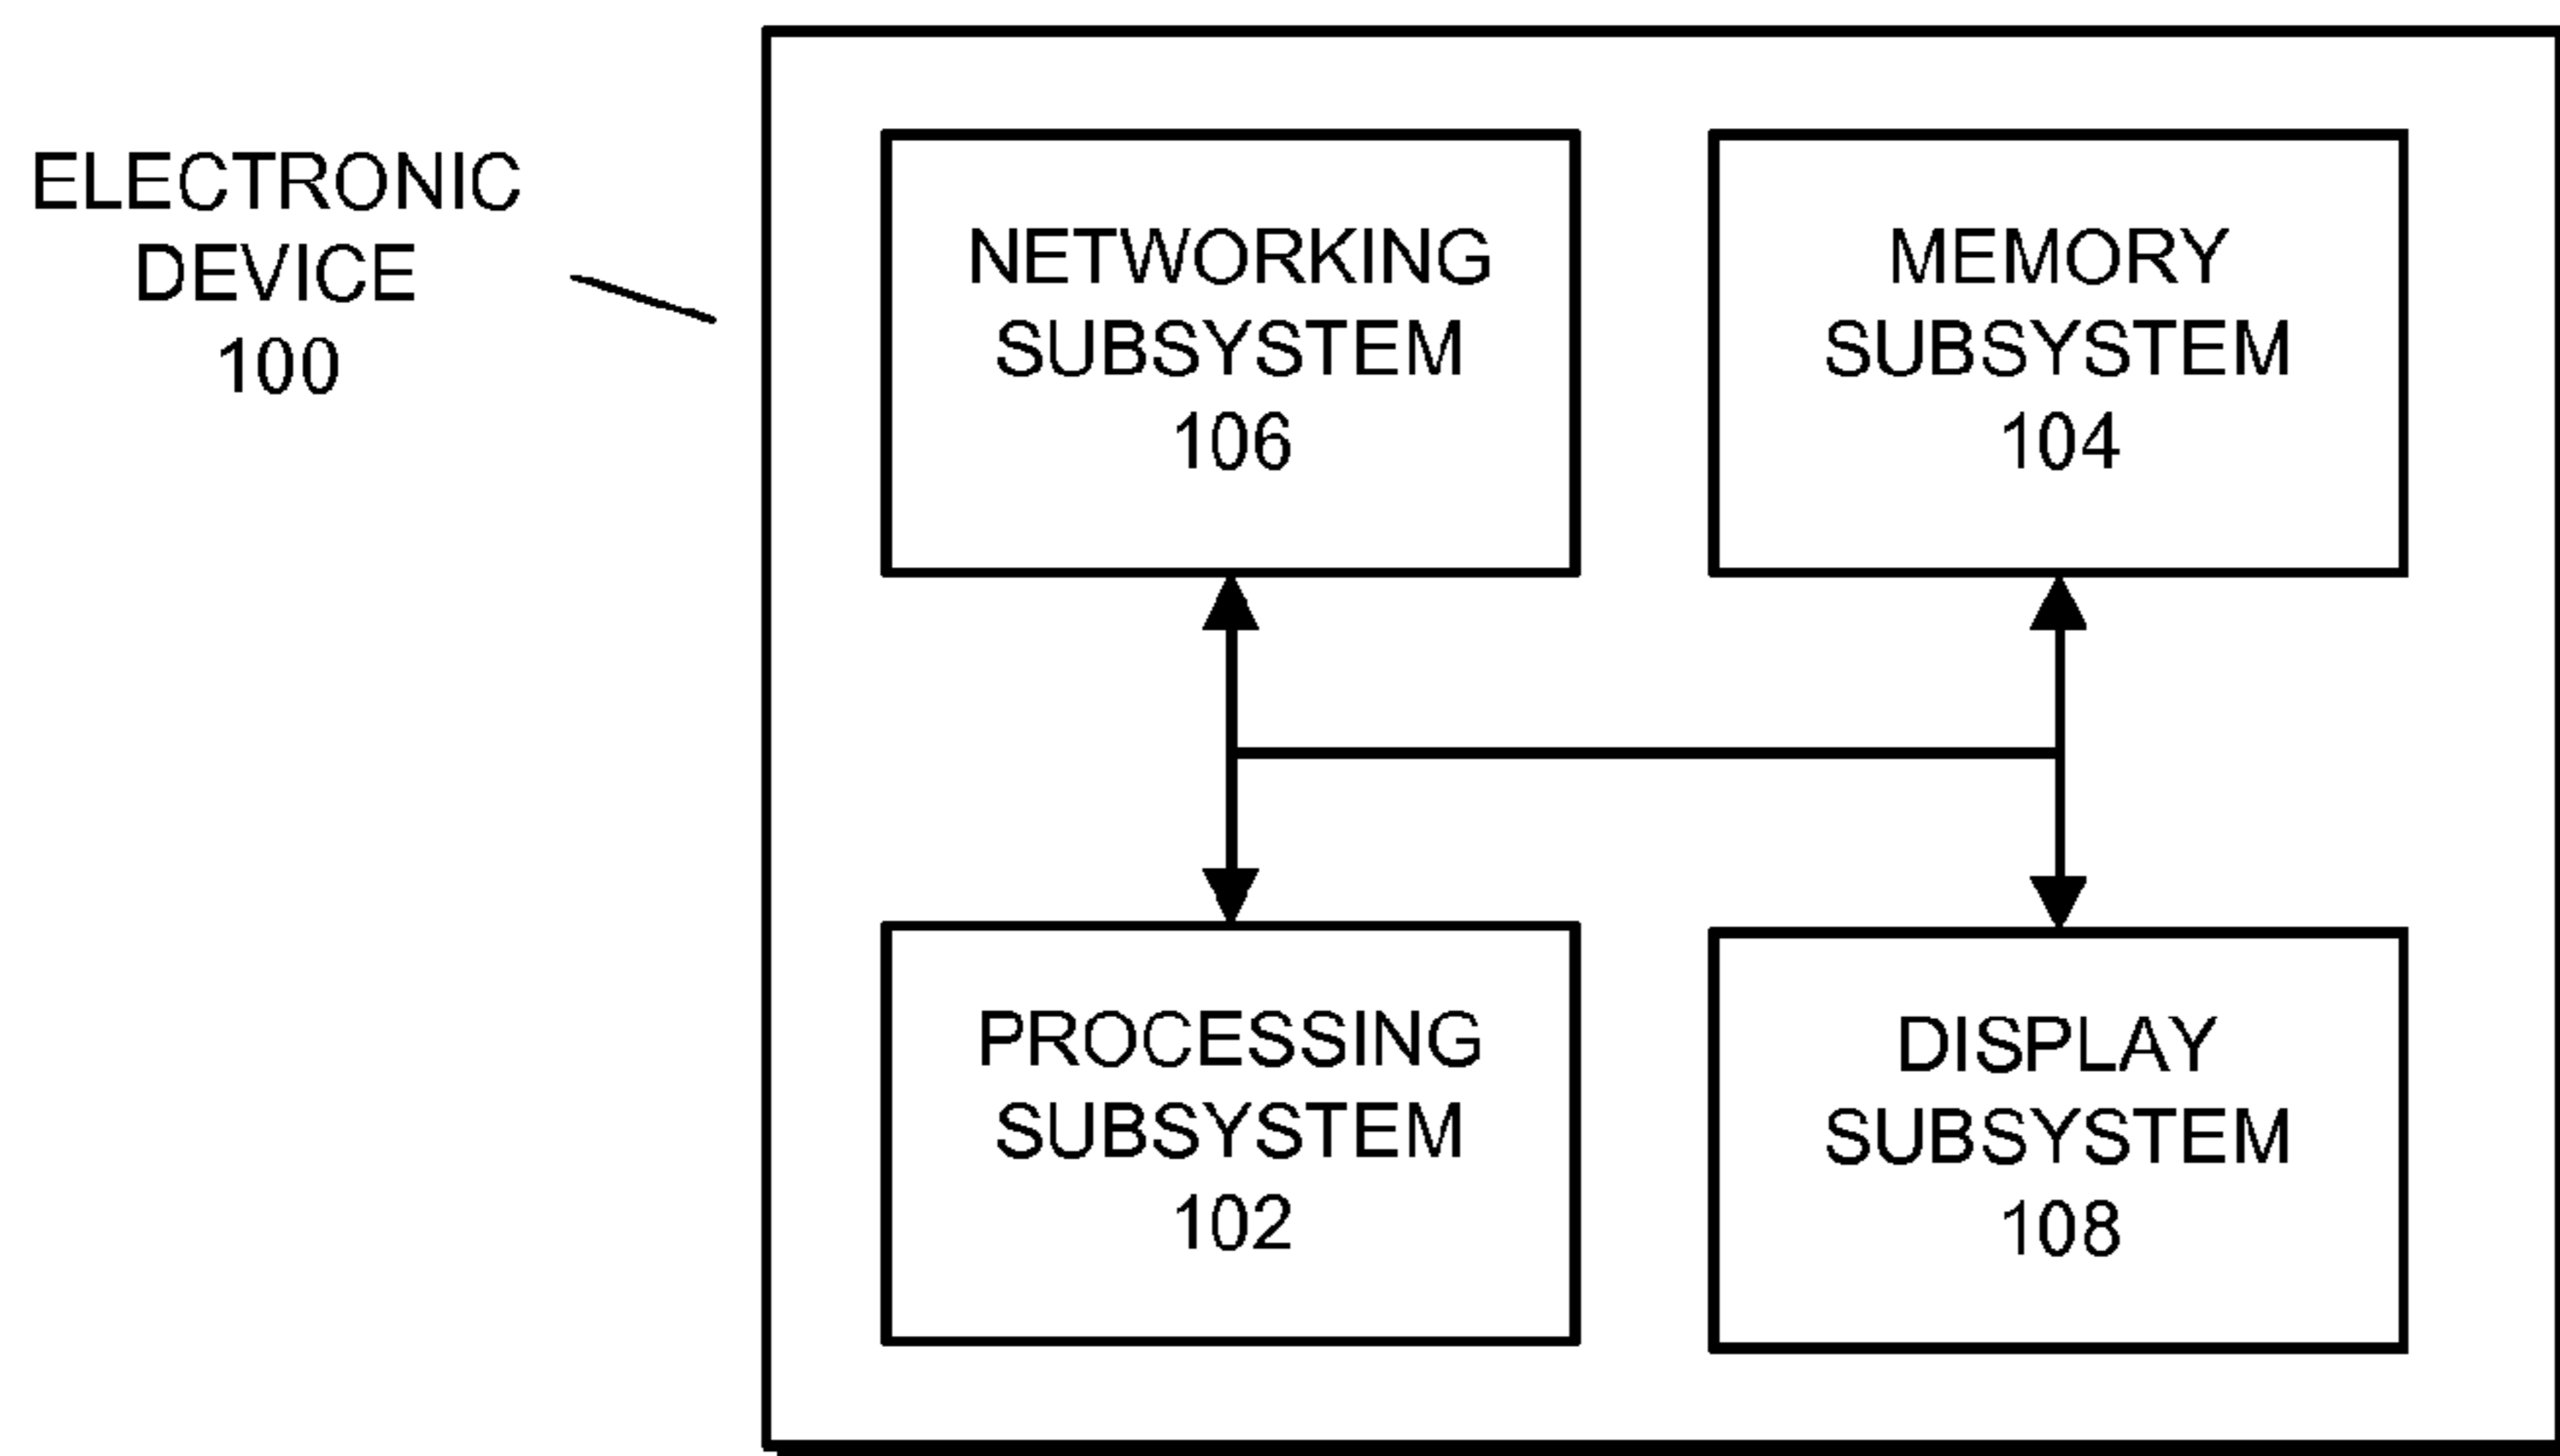 ELECTRONIC
DEVICE
100
NETWORKING
SUBSYSTEM
106
MEMORY
SUBSYSTEM
104
PROCESSING
SUBSYSTEM
102
DISPLAY
SUBSYSTEM
108